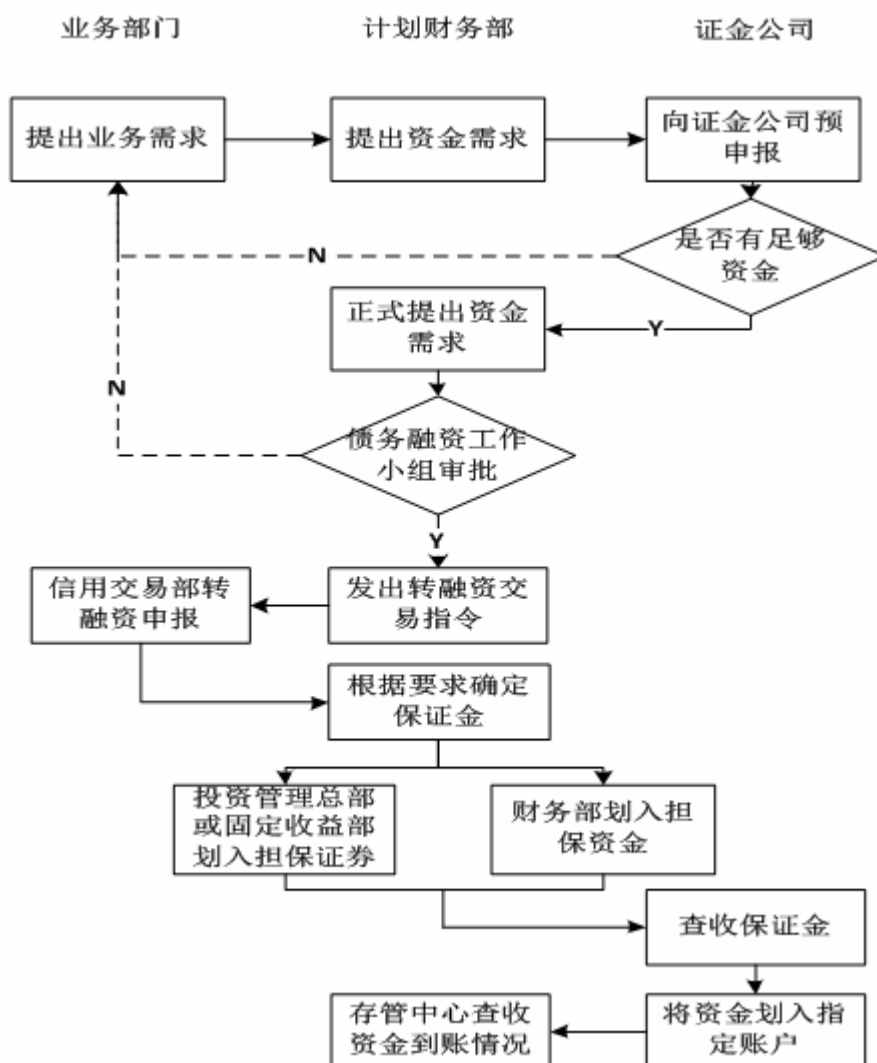 业务部门
计划财务部
证金公司
提出业务需求
提出资金需求
向证金公司预
申报
是否有足够
资金
N
正式提出资金
需求
Y
N
债务融资工作
小组审批
Y
信用交易部转
融资申报
发出转融资交
易指令
根据要求确定
保证金
投资管理总部
或固定收益部
划入担保证券
财务部划入担
保资金
查收保证金
存管中心查收
资金到账情况
将资金划入指
定账户